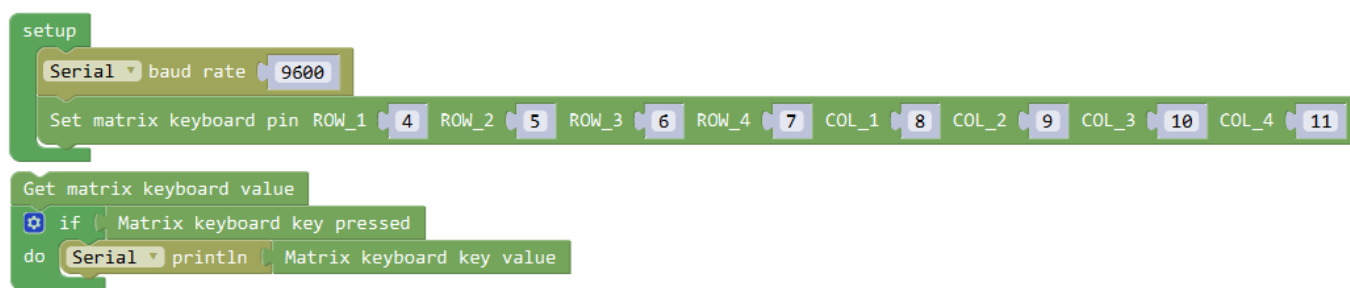 setup
Serial baud rate 9600
Set matrix keyboard pin ROW_1 4 ROW_2 5 ROW_3 6 ROW_4 7 COL_1 8 COL_2 9 COL_3 10 COL_4 11
Get matrix keyboard value
if Matrix keyboard key pressed
do Serial println Matrix keyboard key value